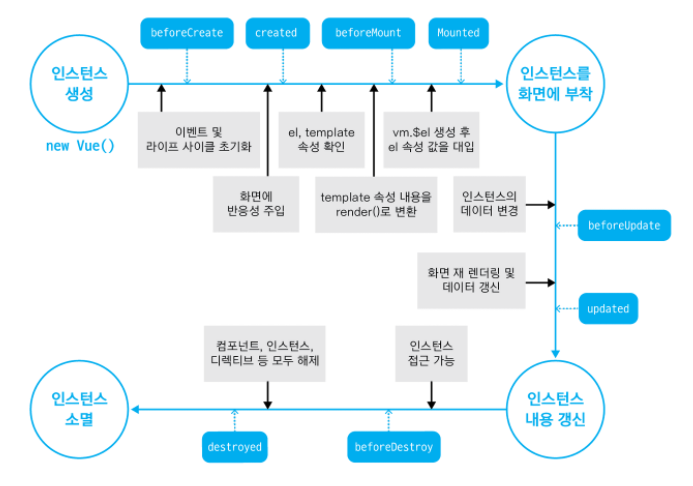 beforeCreate
created
beforeMount
Mounted
인스턴스
생성
new Vue()
인스턴스를
화면에 부착
이벤트 및
라이프 사이클 초기화
el, template
속성 확인
vm.$el 생성 후
el 속성 값을 대입
화면에
반응성 주입
template 속성 내용을
render()로 변환
인스턴스의
데이터 변경
beforeUpdate
화면 재 렌더링 및
데이터 갱신
updated
컴포넌트, 인스턴스,
디렉티브 등 모두 해제
인스턴스
접근 가능
인스턴스
소멸
인스턴스
내용 갱신
destroyed
beforeDestroy